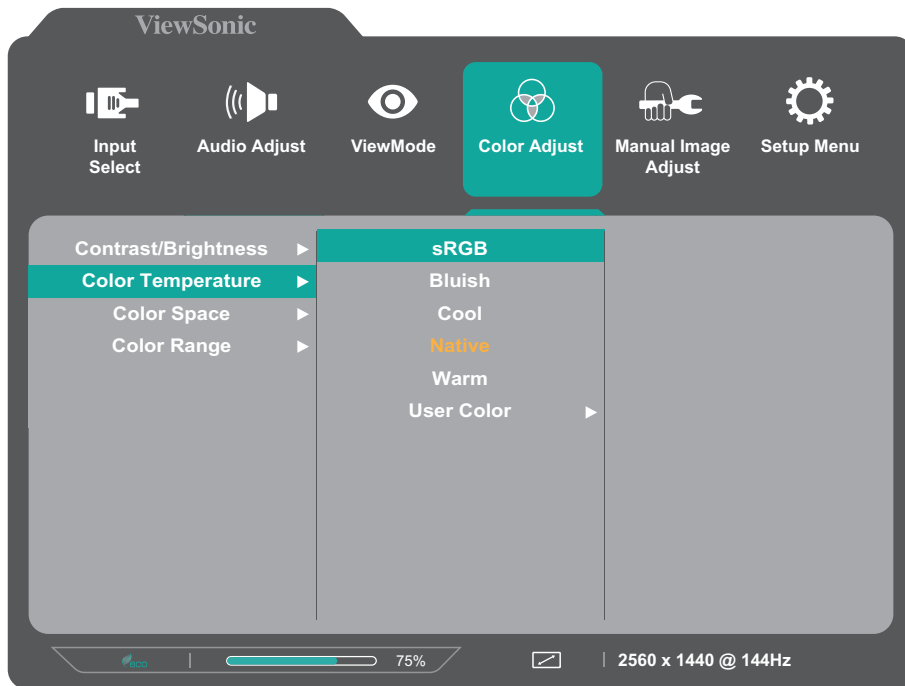 ViewSonic
Input
Select
Audio Adjust
ViewMode
Color Adjust
Manual Image
Adjust
Setup Menu
Contrast/Brightness
Color Temperature
Color Space
Color Range
sRGB
Bluish
Cool
Native
Warm
User Color
eco
75%
2560 x 1440 @ 144Hz